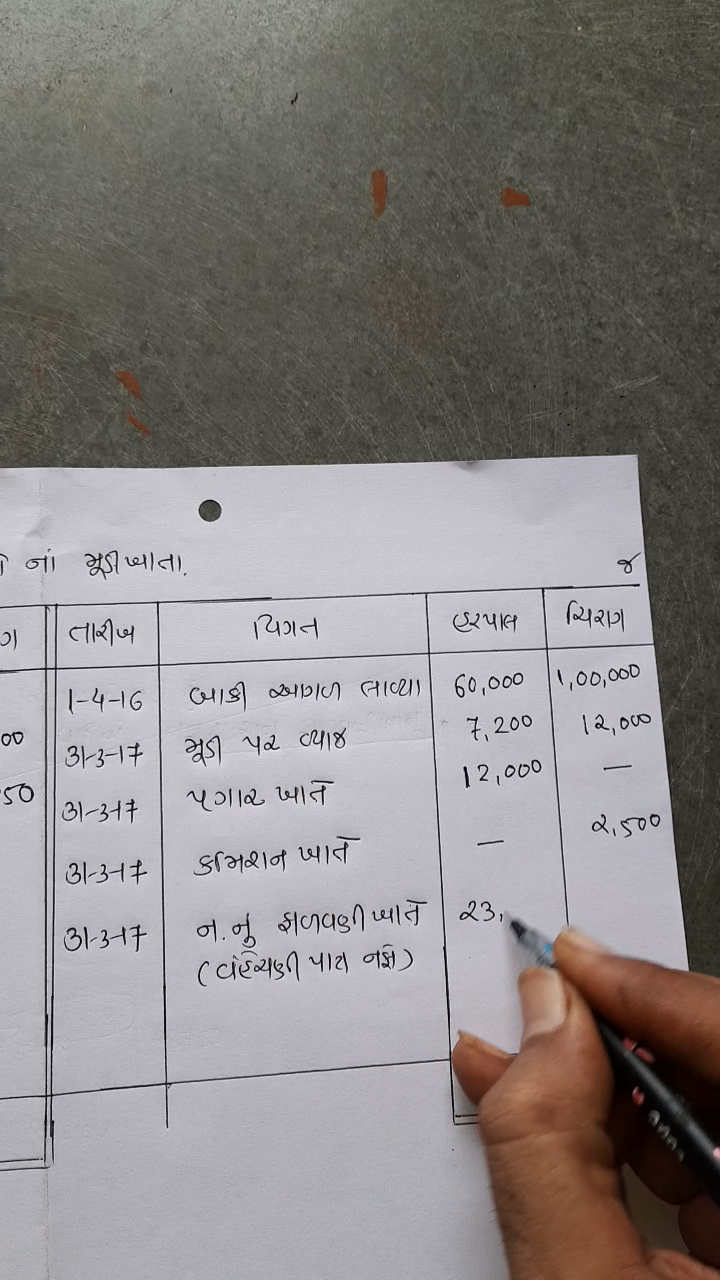 નાં મૂડીખાતા.
જ
ગ તારીખ વિગત હરપાલ ચિરાગ
1-4-16 બાકી આગળ લાવ્યા 60,000 1,00,000
00 31-3-17 મૂડી પર વ્યાજ 7,200 12,000
50 31-3-17 પગાર ખાતે 12,000 —
31-3-17 કમિશન ખાતે — 2,500
31-3-17 ન.નું ફાળવણી ખાતે 23,
(વહેંચણી પાત્ર નફો)